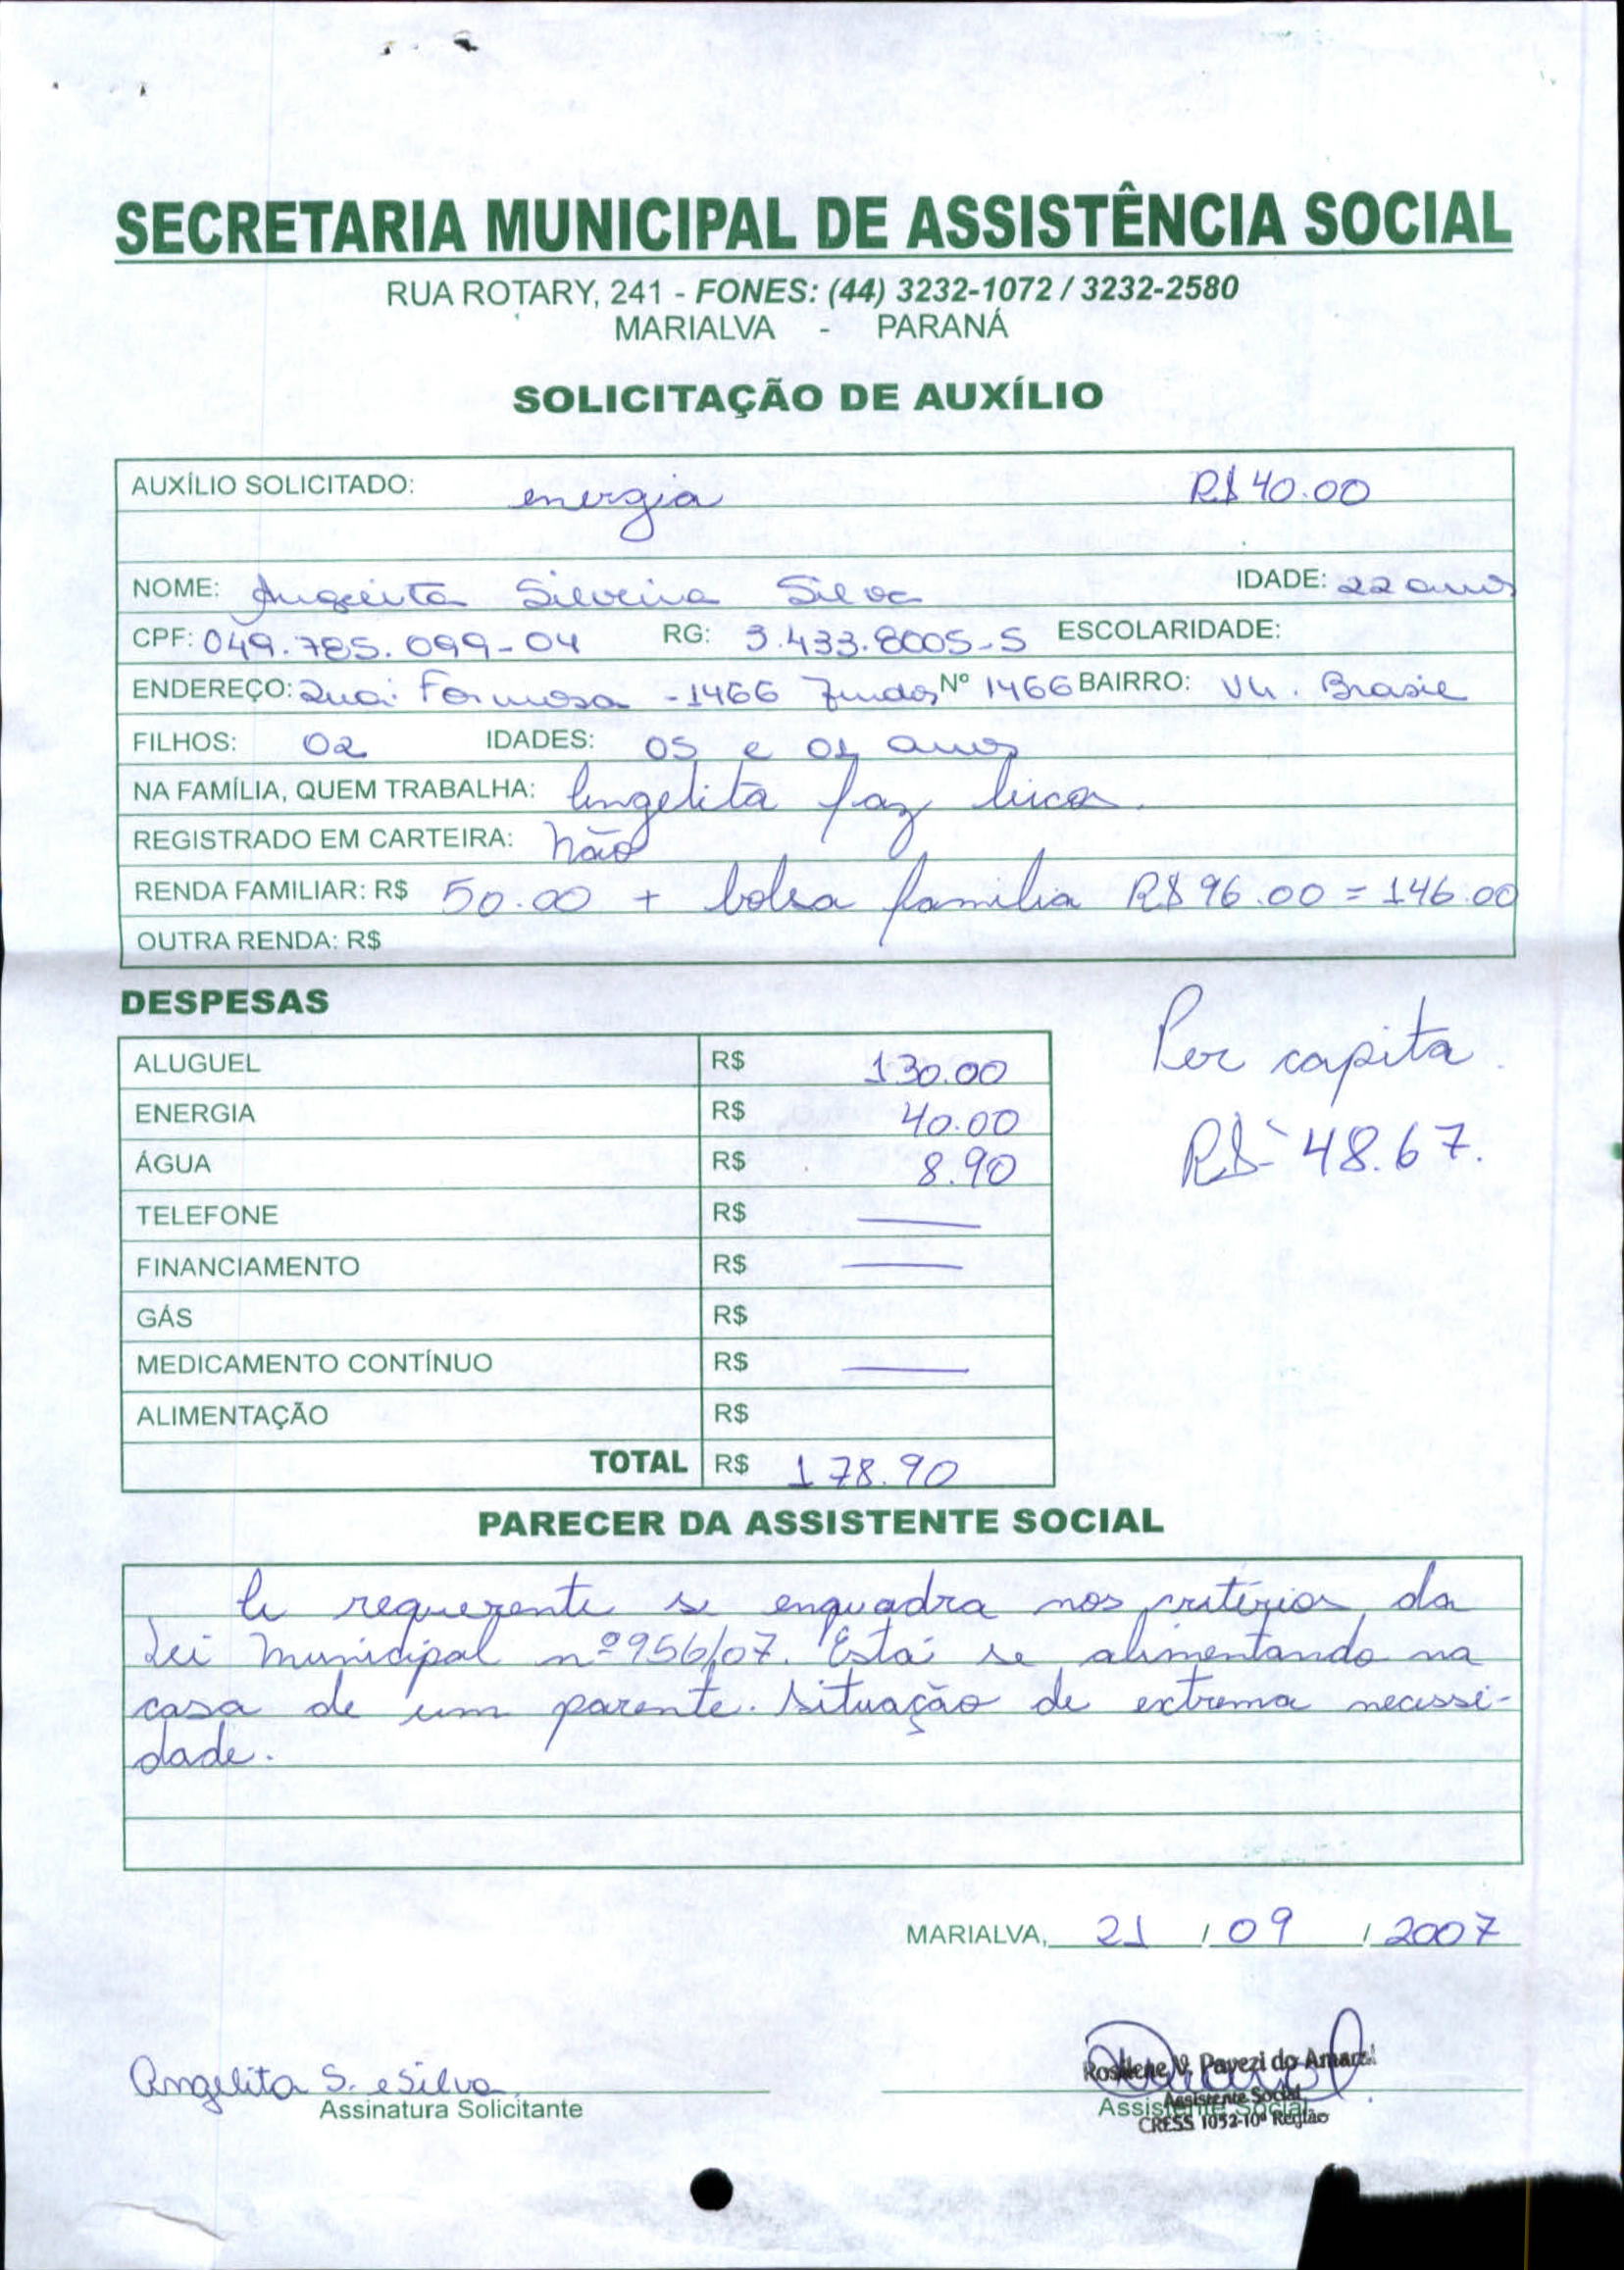 SECRETARIA MUNICIPAL DE ASSISTÊNCIA SOCIAL
RUA ROTARY, 241 - FONES: (44) 3232-1072 / 3232-2580
MARIALVA - PARANÁ
SOLICITAÇÃO DE AUXÍLIO
AUXÍLIO SOLICITADO: energia R$ 40.00
NOME: Angelita Silveira Silva IDADE: 22 anos
CPF: 049.785.099-04 RG: 9.433.8005-5 ESCOLARIDADE:
ENDEREÇO: Rua: Formosa - 1466 fundos Nº 1466 BAIRRO: Vl. Brasil
FILHOS: 02 IDADES: 05 e 01 anos
NA FAMÍLIA, QUEM TRABALHA: Angelita faz bicos.
REGISTRADO EM CARTEIRA: não
RENDA FAMILIAR: R$ 50.00 + bolsa família R$ 96.00 = 146.00
OUTRA RENDA: R$
DESPESAS
Per capita.
R$ 48.67.
ALUGUEL R$ 130.00
ENERGIA R$ 40.00
ÁGUA R$ 8.90
TELEFONE R$ —
FINANCIAMENTO R$ —
GÁS R$
MEDICAMENTO CONTÍNUO R$ —
ALIMENTAÇÃO R$
TOTAL R$ 178.90
PARECER DA ASSISTENTE SOCIAL
A requerente se enquadra nos critérios da
Lei Municipal nº 956/07. Está se alimentando na
casa de um parente. Situação de extrema necessi-
dade.
MARIALVA, 21 / 09 / 2007
Angelita S. e Silva
Assinatura Solicitante
V. Pavezi do Amaral
Assistente Social
Assistente Social
CRESS 1052-10ª Região